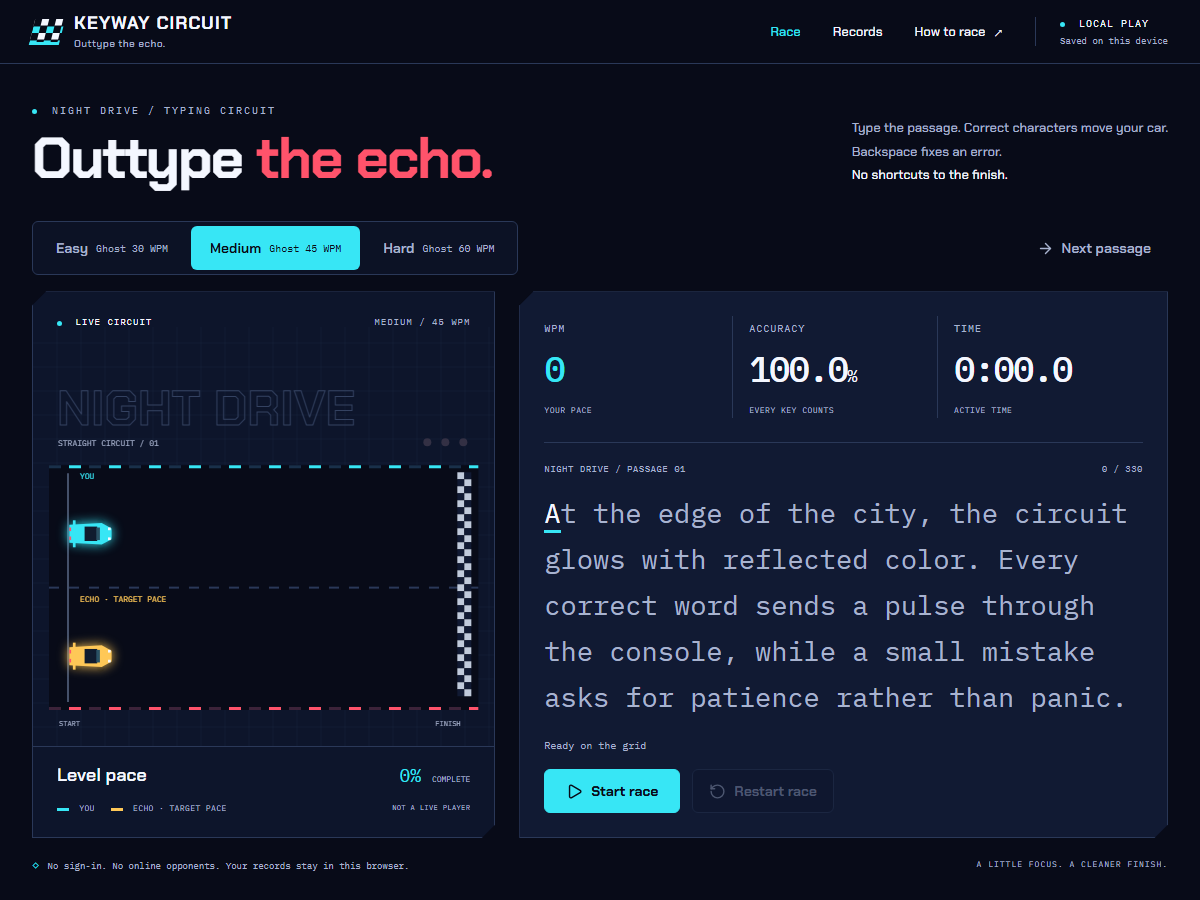 KEYWAY CIRCUIT
Outtype the echo.
Race
Records
How to race ↗
LOCAL PLAY
Saved on this device
NIGHT DRIVE / TYPING CIRCUIT
Outtype the echo.
Type the passage. Correct characters move your car.
Backspace fixes an error.
No shortcuts to the finish.
Easy Ghost 30 WPM
Medium Ghost 45 WPM
Hard Ghost 60 WPM
→ Next passage
LIVE CIRCUIT
MEDIUM / 45 WPM
NIGHT DRIVE
STRAIGHT CIRCUIT / 01
YOU
ECHO · TARGET PACE
START
FINISH
Level pace
0% COMPLETE
YOU
ECHO · TARGET PACE
NOT A LIVE PLAYER
WPM
0
YOUR PACE
ACCURACY
100.0%
EVERY KEY COUNTS
TIME
0:00.0
ACTIVE TIME
NIGHT DRIVE / PASSAGE 01
0 / 330
At the edge of the city, the circuit
glows with reflected color. Every
correct word sends a pulse through
the console, while a small mistake
asks for patience rather than panic.
Ready on the grid
Start race
Restart race
No sign-in. No online opponents. Your records stay in this browser.
A LITTLE FOCUS. A CLEANER FINISH.